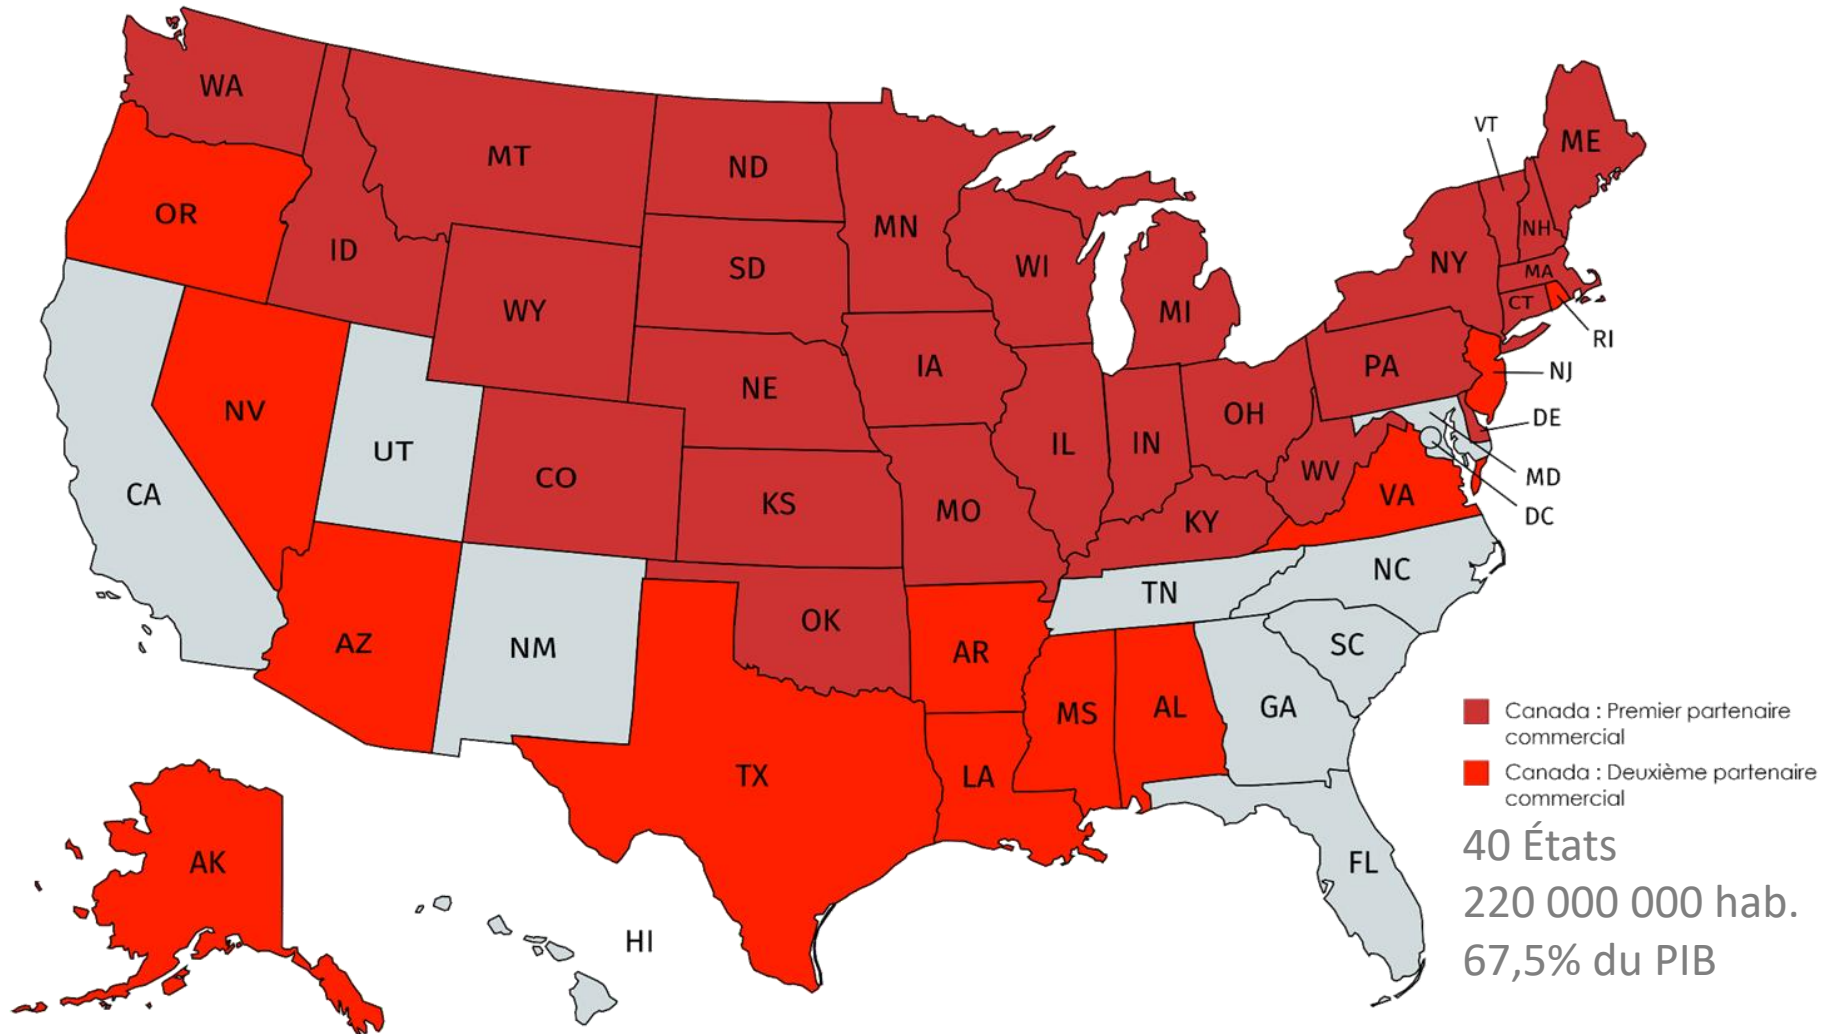 WA
MT
ND
MN
VT
ME
OR
ID
SD
WI
NY
NH
MA
CT
WY
MI
RI
IA
PA
NJ
NE
NV
OH
DE
UT
IL
IN
CO
WV
MD
CA
KS
MO
VA
KY
DC
NC
TN
OK
AZ
NM
AR
SC
MS
AL
GA
TX
LA
AK
FL
HI
Canada : Premier partenaire
commercial
Canada : Deuxième partenaire
commercial
40 États
220 000 000 hab.
67,5% du PIB